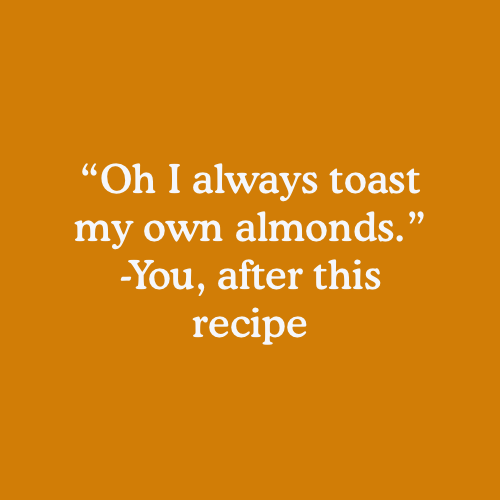 “Oh I always toast
my own almonds.”
-You, after this
recipe